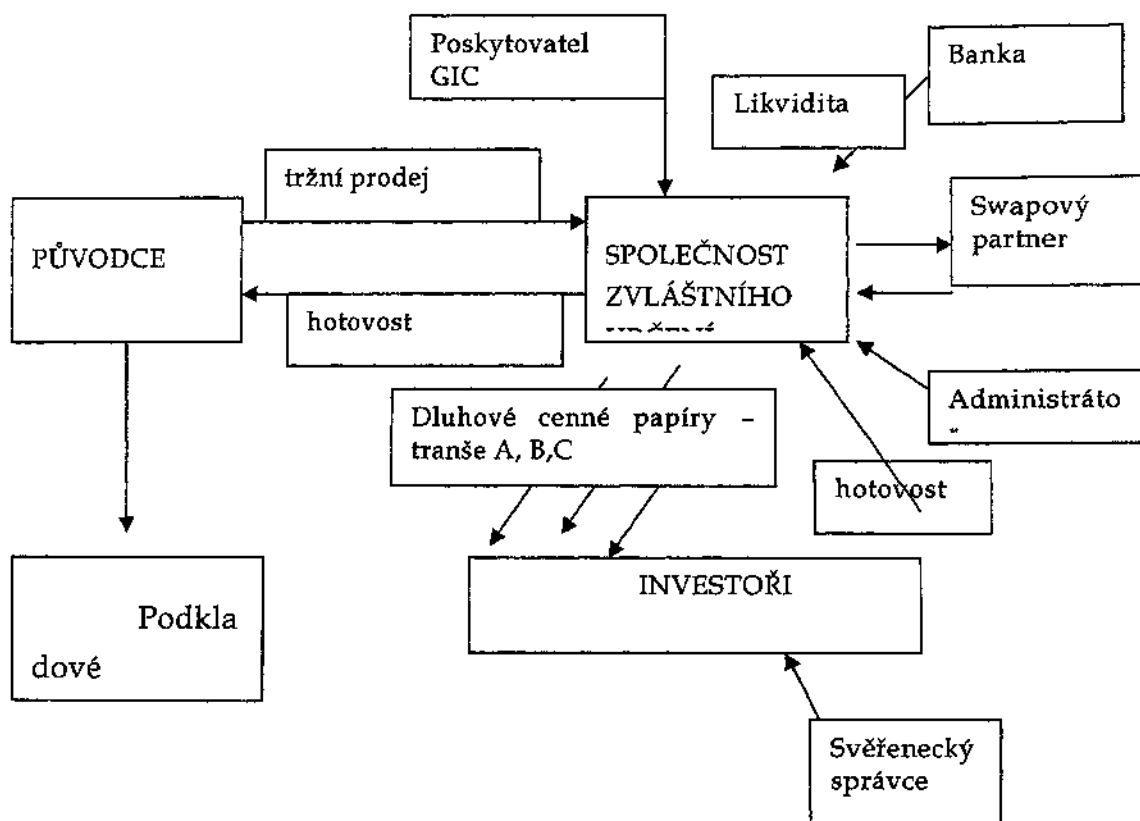 Poskytovatel
GIC
Banka
Likvidita
tržní prodej
PŮVODCE
SPOLEČNOST
ZVLÁŠTNÍHO
Swapový
partner
hotovost
Dluhové cenné papíry –
tranše A, B,C
Administráto
hotovost
INVESTOŘI
Podkla
dové
Svěřenecký
správce